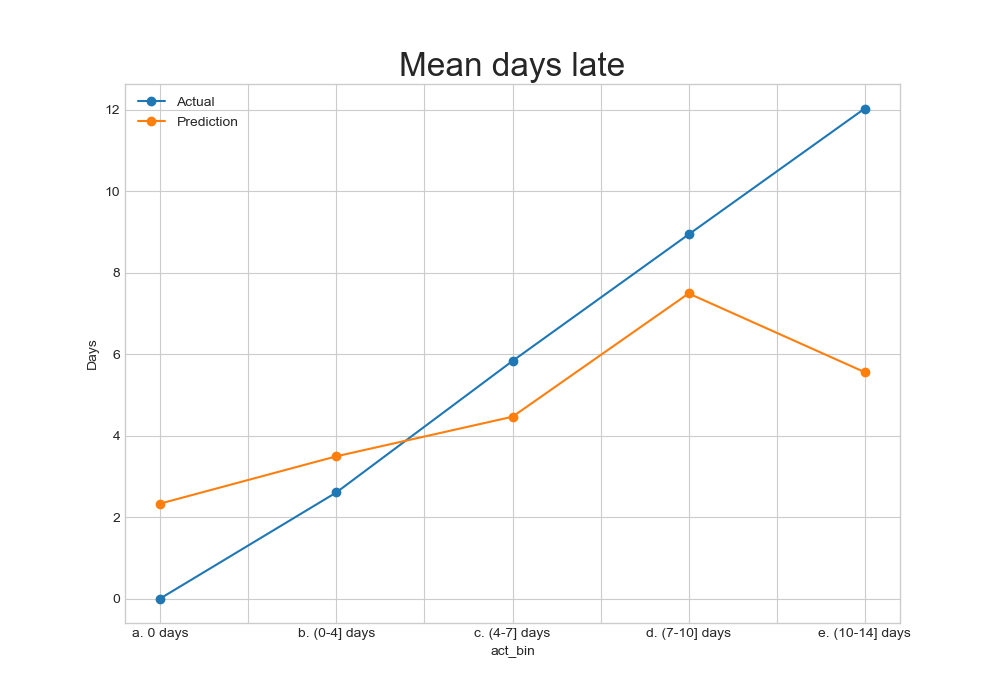 Mean days late
Actual
Prediction
12
10
8
6
4
2
0
Days
a. 0 days b. (0-4] days c. (4-7] days d. (7-10] days e. (10-14] days
act_bin